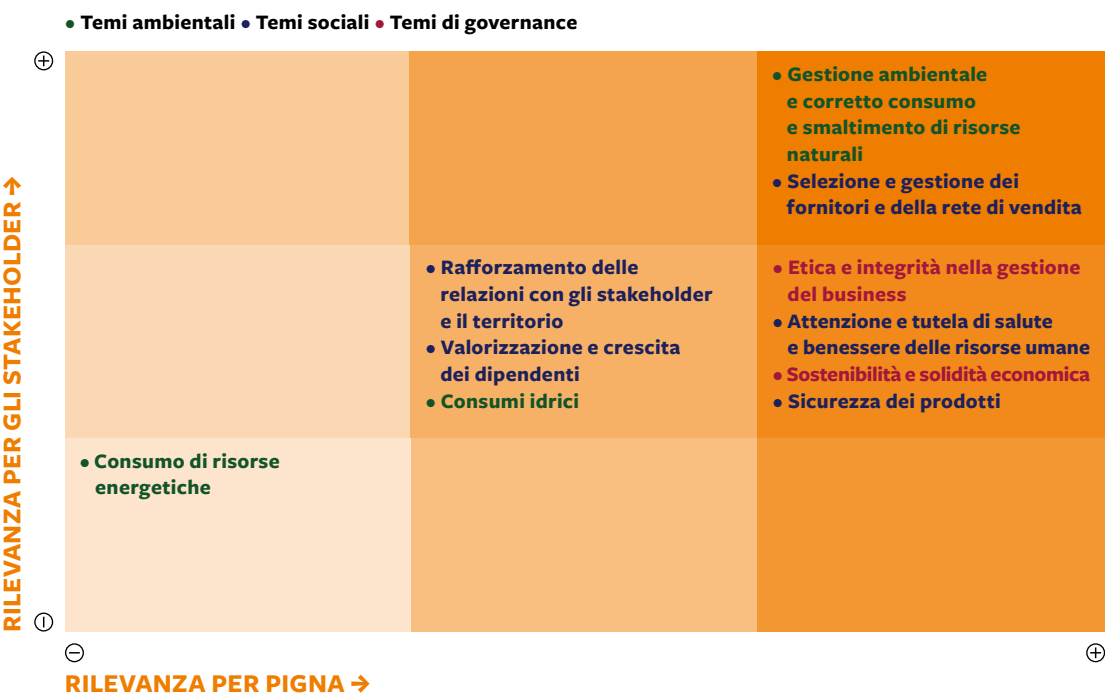 • Temi ambientali • Temi sociali • Temi di governance
• Gestione ambientale
e corretto consumo
e smaltimento di risorse
naturali
• Selezione e gestione dei
fornitori e della rete di vendita
• Rafforzamento delle
relazioni con gli stakeholder
e il territorio
• Valorizzazione e crescita
dei dipendenti
• Consumi idrici
• Etica e integrità nella gestione
del business
• Attenzione e tutela di salute
e benessere delle risorse umane
• Sostenibilità e solidità economica
• Sicurezza dei prodotti
• Consumo di risorse
energetiche
RILEVANZA PER GLI STAKEHOLDER →
RILEVANZA PER PIGNA →